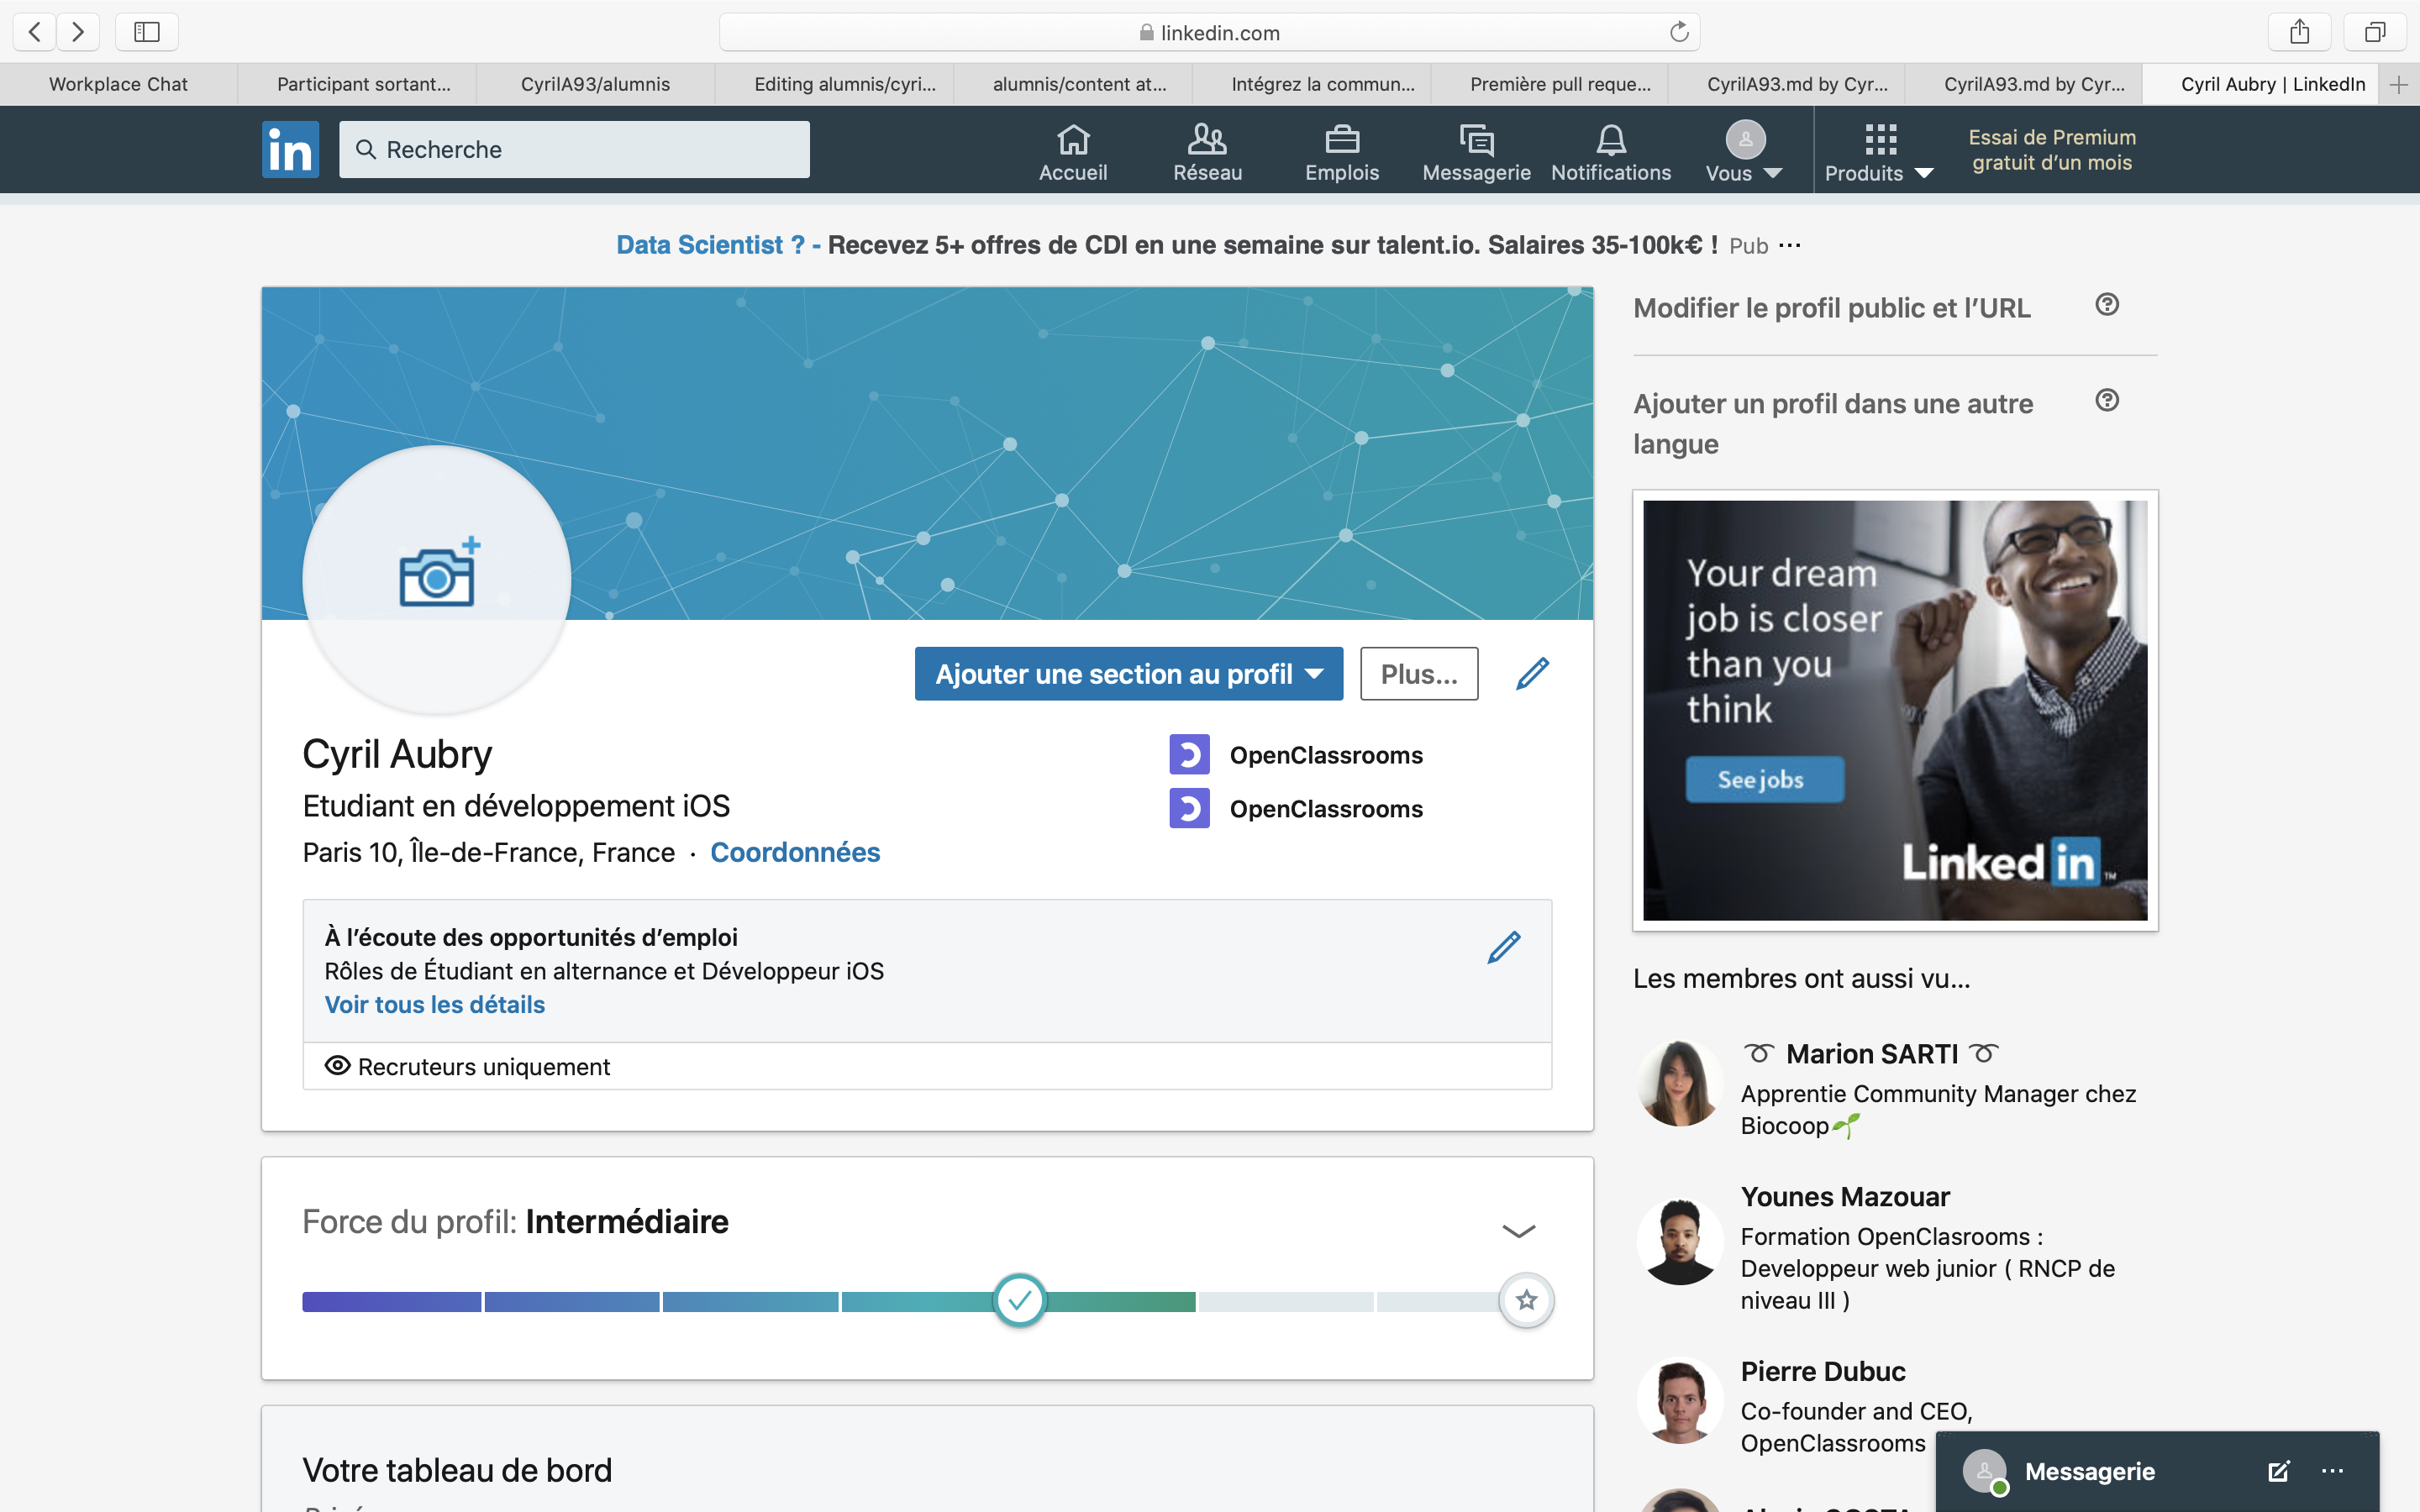 linkedin.com
Workplace Chat
Participant sortant...
CyrilA93/alumnis
Editing alumnis/cyri...
alumnis/content at...
Intégrez la commun...
Première pull reque...
CyrilA93.md by Cyr...
CyrilA93.md by Cyr...
Cyril Aubry | LinkedIn
in
Recherche
Accueil
Réseau
Emplois
Messagerie
Notifications
Vous
Produits
Essai de Premium
gratuit d’un mois
Data Scientist ? - Recevez 5+ offres de CDI en une semaine sur talent.io. Salaires 35-100k€ ! Pub ···
Ajouter une section au profil
Plus...
Cyril Aubry
Etudiant en développement iOS
Paris 10, Île-de-France, France · Coordonnées
OpenClassrooms
OpenClassrooms
À l’écoute des opportunités d’emploi
Rôles de Étudiant en alternance et Développeur iOS
Voir tous les détails
Recruteurs uniquement
Force du profil: Intermédiaire
Votre tableau de bord
Modifier le profil public et l’URL
Ajouter un profil dans une autre
langue
Your dream
job is closer
than you
think
See jobs
Linked in ™
Les membres ont aussi vu...
➰ Marion SARTI ➰
Apprentie Community Manager chez
Biocoop🌱
Younes Mazouar
Formation OpenClasrooms :
Developpeur web junior ( RNCP de
niveau III )
Pierre Dubuc
Co-founder and CEO,
OpenClassrooms
Messagerie